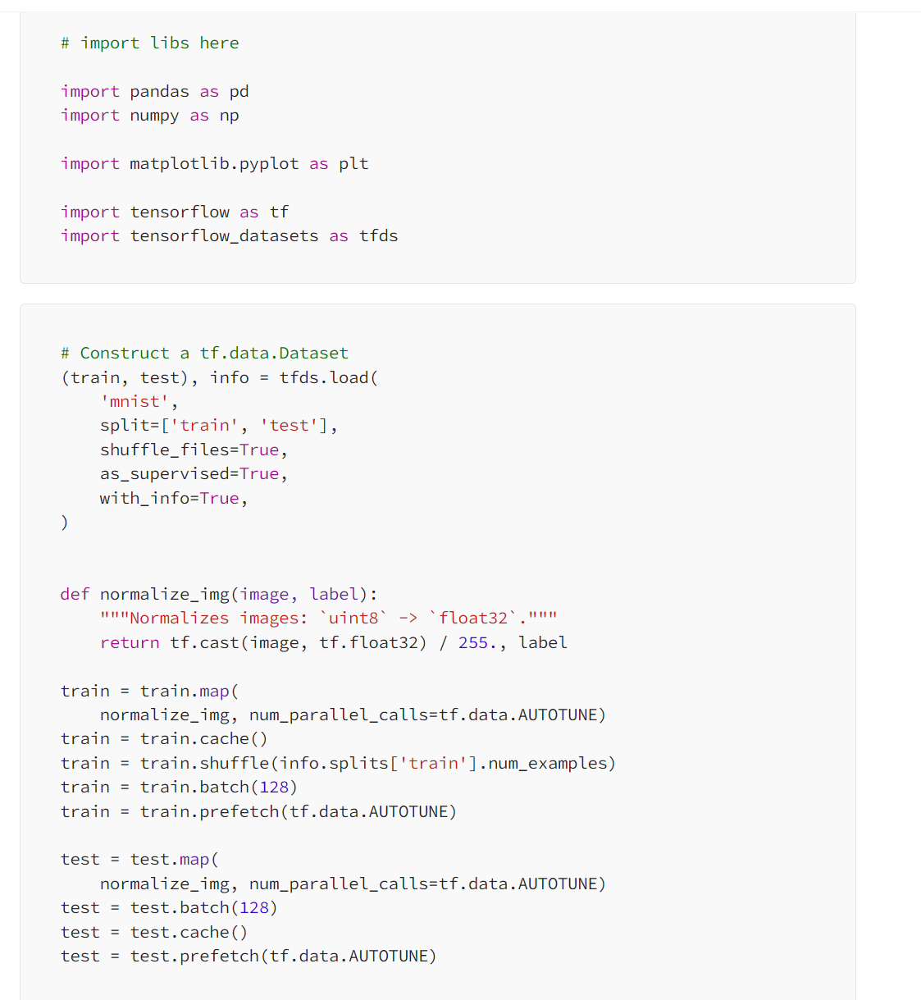 # import libs here
import pandas as pd
import numpy as np
import matplotlib.pyplot as plt
import tensorflow as tf
import tensorflow_datasets as tfds
# Construct a tf.data.Dataset
(train, test), info = tfds.load(
    'mnist',
    split=['train', 'test'],
    shuffle_files=True,
    as_supervised=True,
    with_info=True,
)
def normalize_img(image, label):
    """Normalizes images: `uint8` -> `float32`."""
    return tf.cast(image, tf.float32) / 255., label
train = train.map(
    normalize_img, num_parallel_calls=tf.data.AUTOTUNE)
train = train.cache()
train = train.shuffle(info.splits['train'].num_examples)
train = train.batch(128)
train = train.prefetch(tf.data.AUTOTUNE)
test = test.map(
    normalize_img, num_parallel_calls=tf.data.AUTOTUNE)
test = test.batch(128)
test = test.cache()
test = test.prefetch(tf.data.AUTOTUNE)